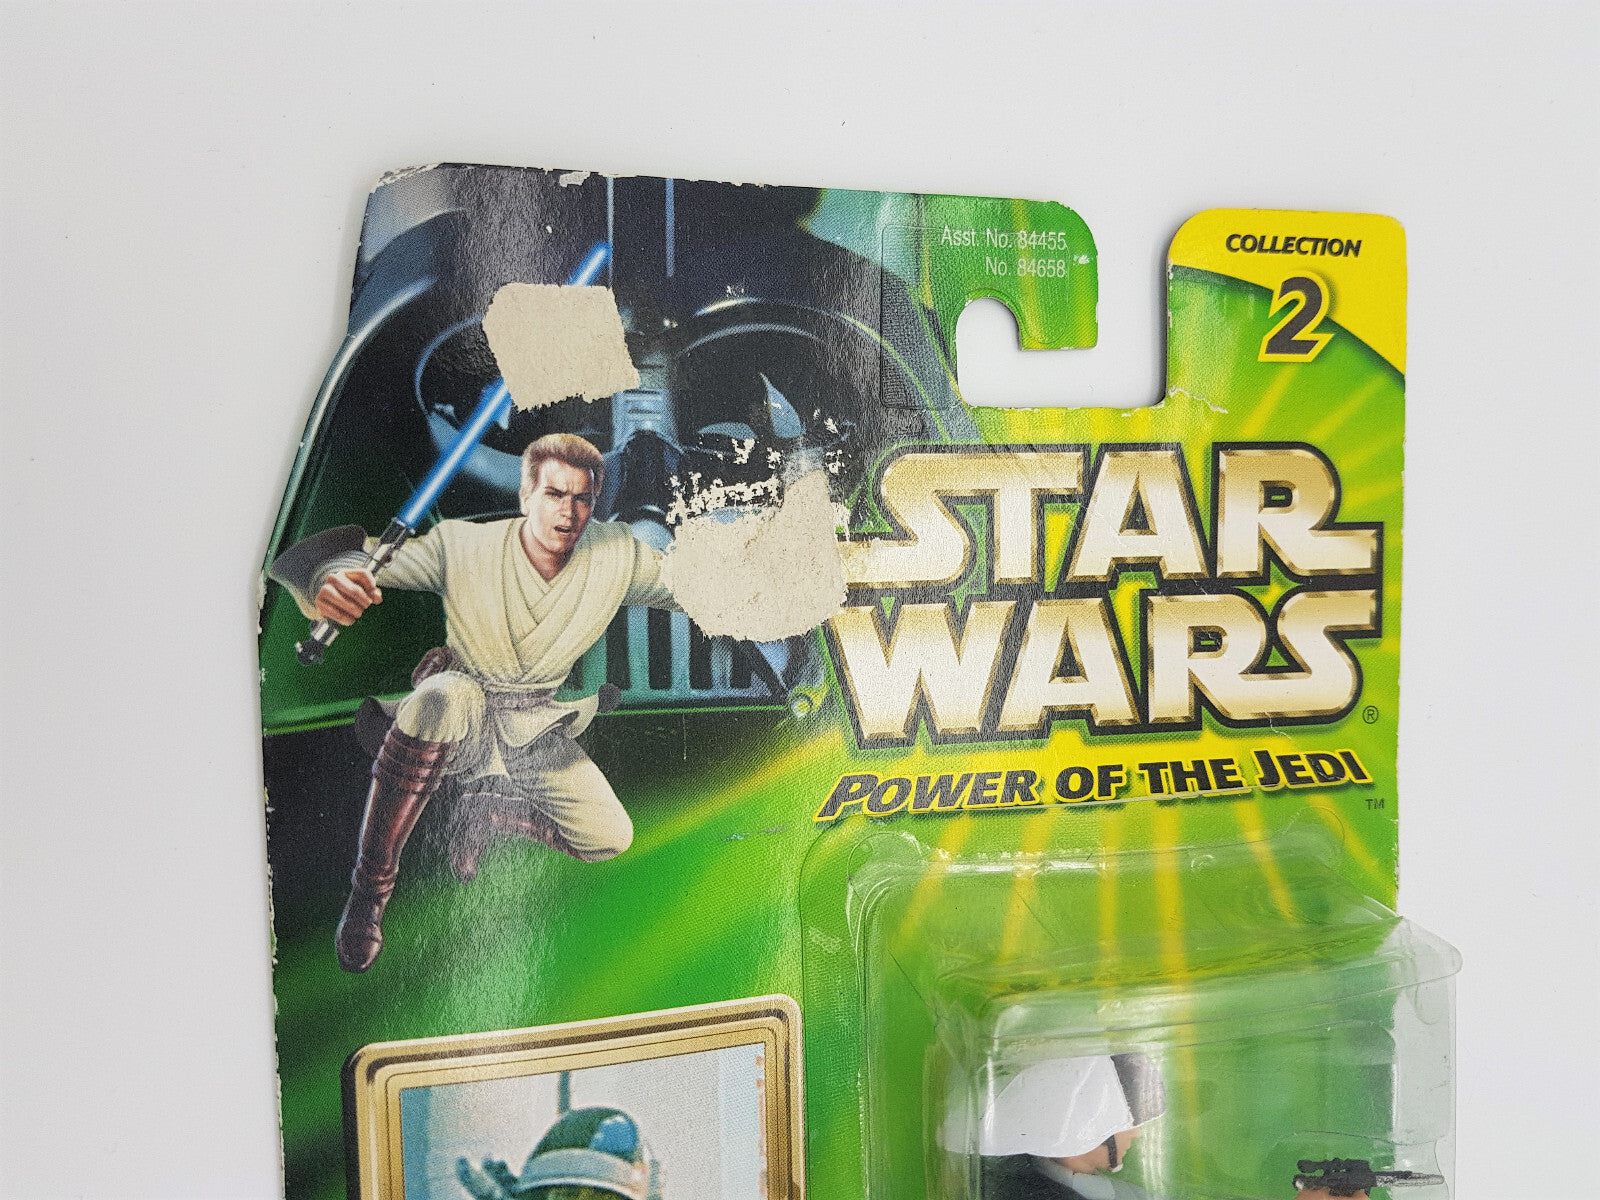 Asst. No. 84455
No. 84658
COLLECTION
2
STAR
WARS
®
POWER OF THE JEDI
TM